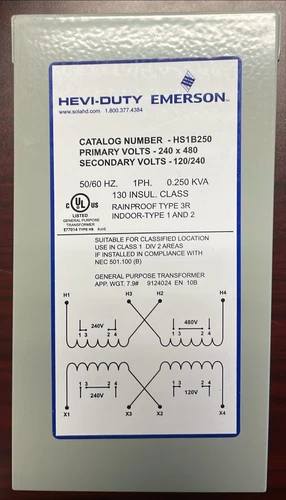 HEVI-DUTY EMERSON
www.solahd.com 1.800.377.4384
CATALOG NUMBER - HS1B250
PRIMARY VOLTS - 240 x 480
SECONDARY VOLTS - 120/240
50/60 HZ. 1PH. 0.250 KVA
130 INSUL. CLASS
RAINPROOF TYPE 3R
INDOOR-TYPE 1 AND 2
UL
LISTED
GENERAL PURPOSE
TRANSFORMER
E77014 TYPE HS
SUITABLE FOR CLASSIFIED LOCATION
USE IN CLASS 1 DIV 2 AREAS
IF INSTALLED IN COMPLIANCE WITH
NEC 501.100 (B)
GENERAL PURPOSE TRANSFORMER
APP. WGT. 7.9# 9124024 EN 10B
H1 H3 H2 H4
240V 480V
1 3 2 4 1 3 2 4
1 3 2 4 1 3 2 4
240V 120V
X1 X3 X2 X4